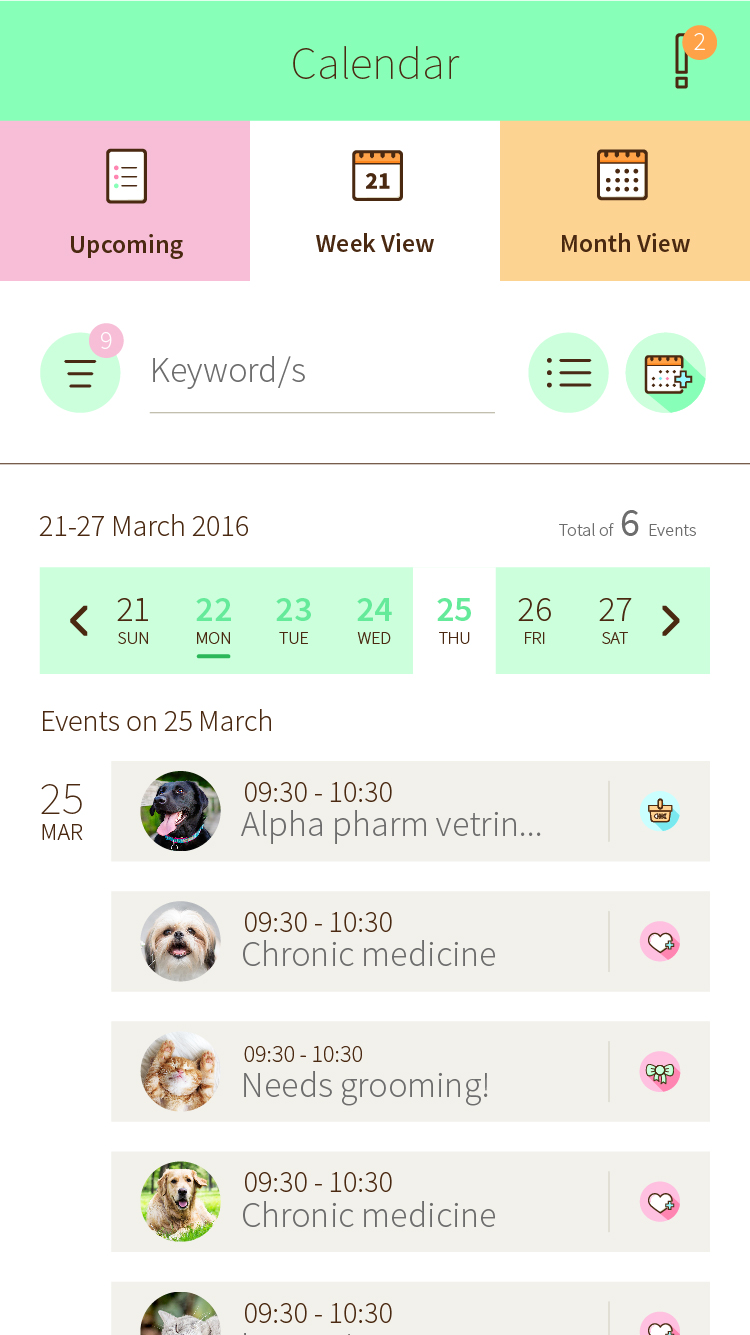 Calendar
2
21
Upcoming
Week View
Month View
9
Keyword/s
21-27 March 2016
Total of 6 Events
21 22 23 24 25 26 27
SUN MON TUE WED THU FRI SAT
Events on 25 March
25
MAR
09:30 - 10:30
Alpha pharm vetrin...
09:30 - 10:30
Chronic medicine
09:30 - 10:30
Needs grooming!
09:30 - 10:30
Chronic medicine
09:30 - 10:30